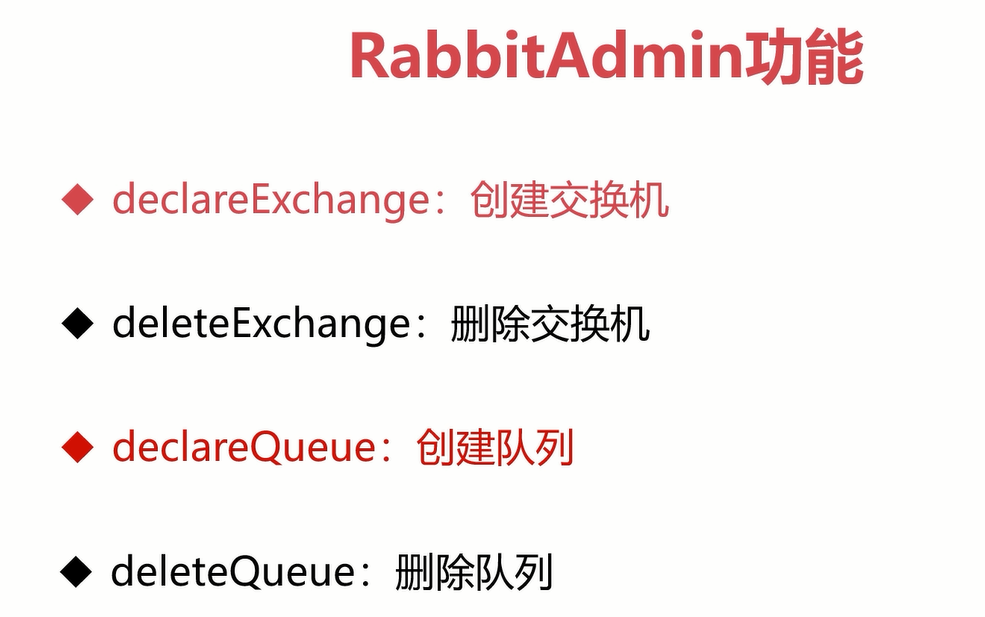 RabbitAdmin功能
◆ declareExchange：创建交换机
◆ deleteExchange：删除交换机
◆ declareQueue：创建队列
◆ deleteQueue：删除队列